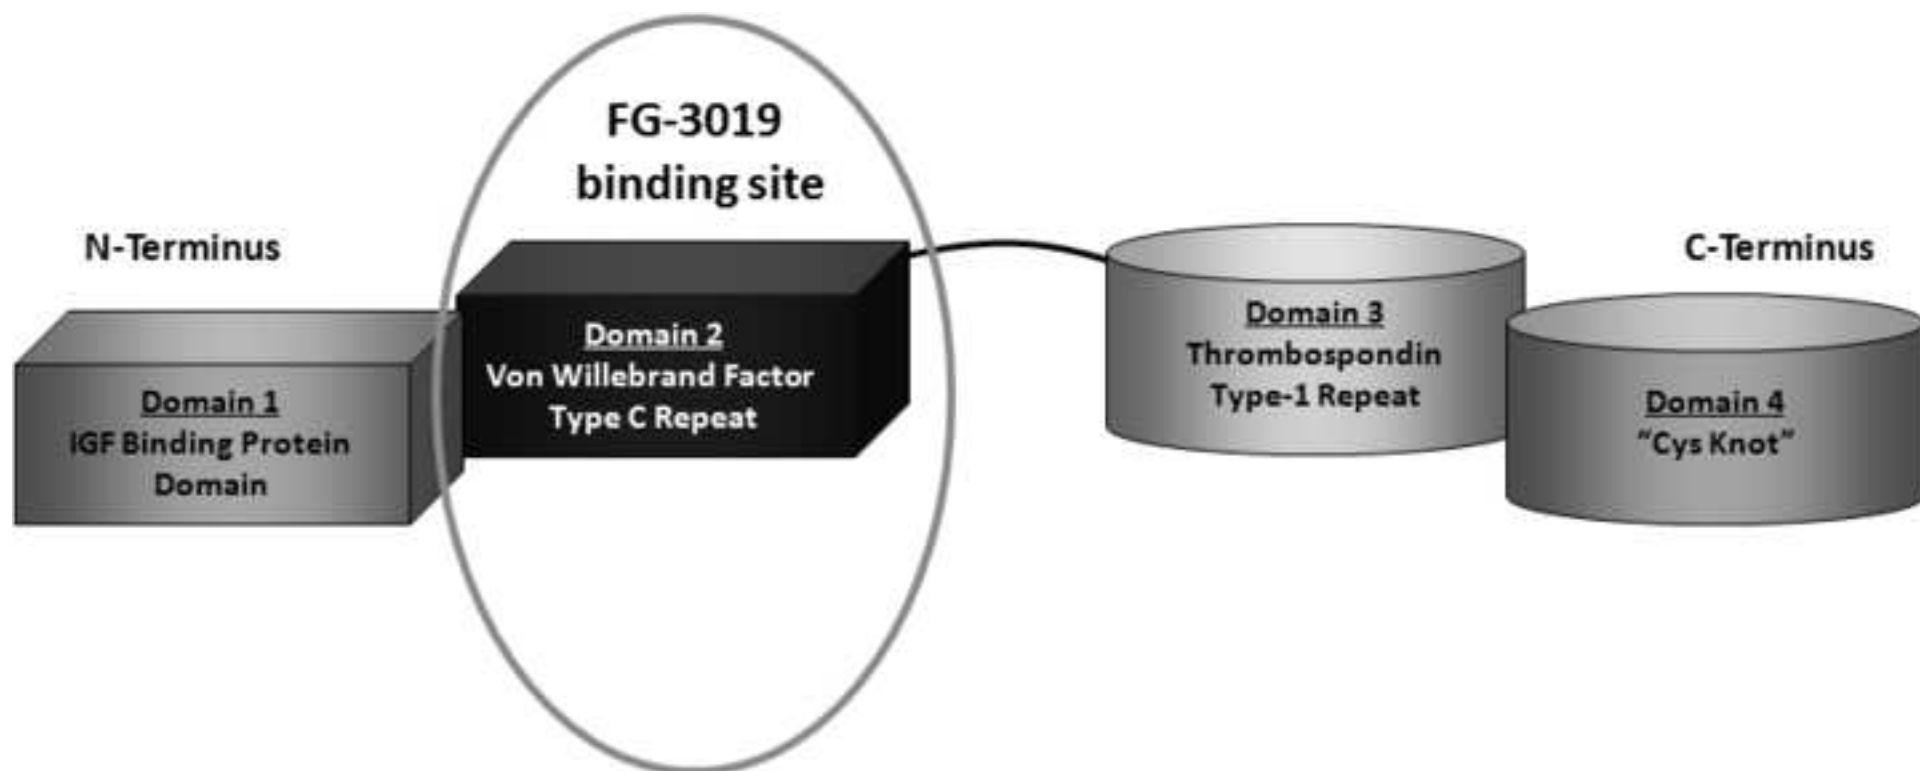 FG-3019
binding site
N-Terminus
C-Terminus
Domain 1
IGF Binding Protein
Domain
Domain 2
Von Willebrand Factor
Type C Repeat
Domain 3
Thrombospondin
Type-1 Repeat
Domain 4
“Cys Knot”